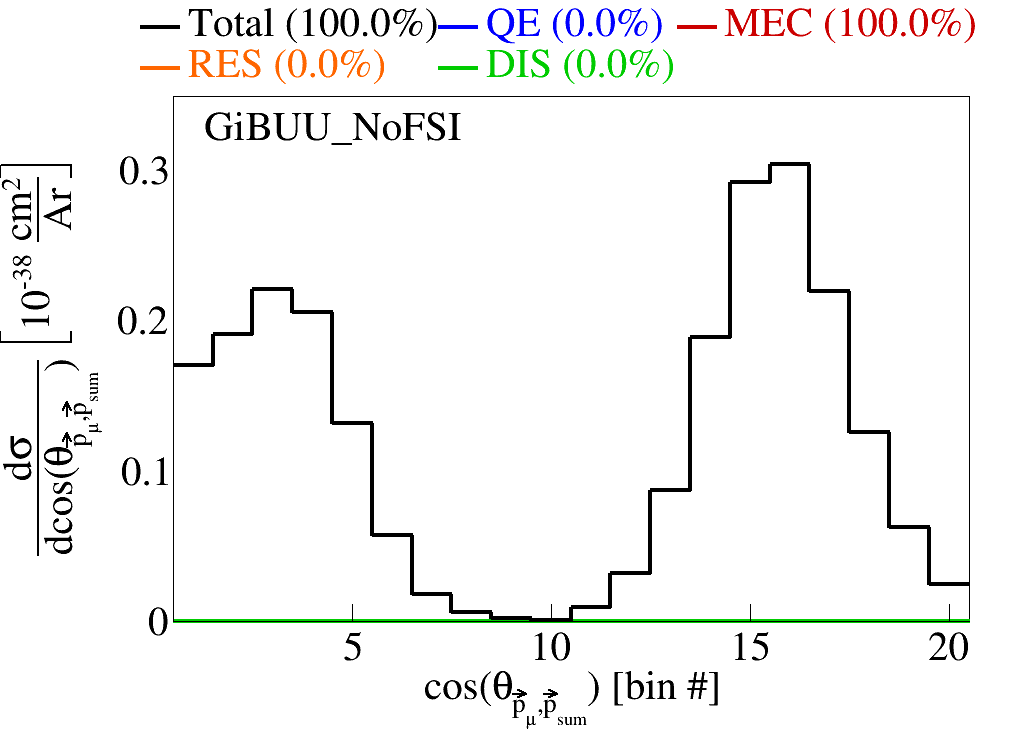 Total (100.0%) QE (0.0%) MEC (100.0%)
RES (0.0%) DIS (0.0%)
GiBUU_NoFSI
0.3
0.2
0.1
0
5 10 15 20
cos(θ p⃗μ,p⃗sum) [bin #]
dσ/dcos(θ p⃗μ,p⃗sum) [10-38 cm2/Ar]